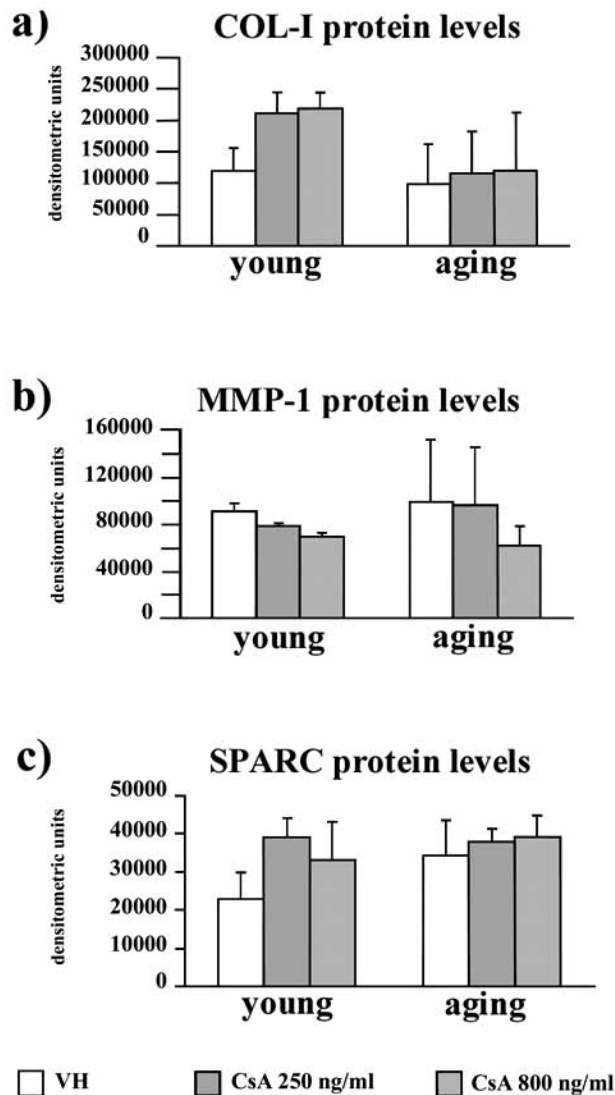 a)
COL-I protein levels
densitometric units
300000
250000
200000
150000
100000
50000
0
young aging
b)
MMP-1 protein levels
densitometric units
160000
120000
80000
40000
0
young aging
c)
SPARC protein levels
densitometric units
50000
40000
30000
20000
10000
0
young aging
VH CsA 250 ng/ml CsA 800 ng/ml